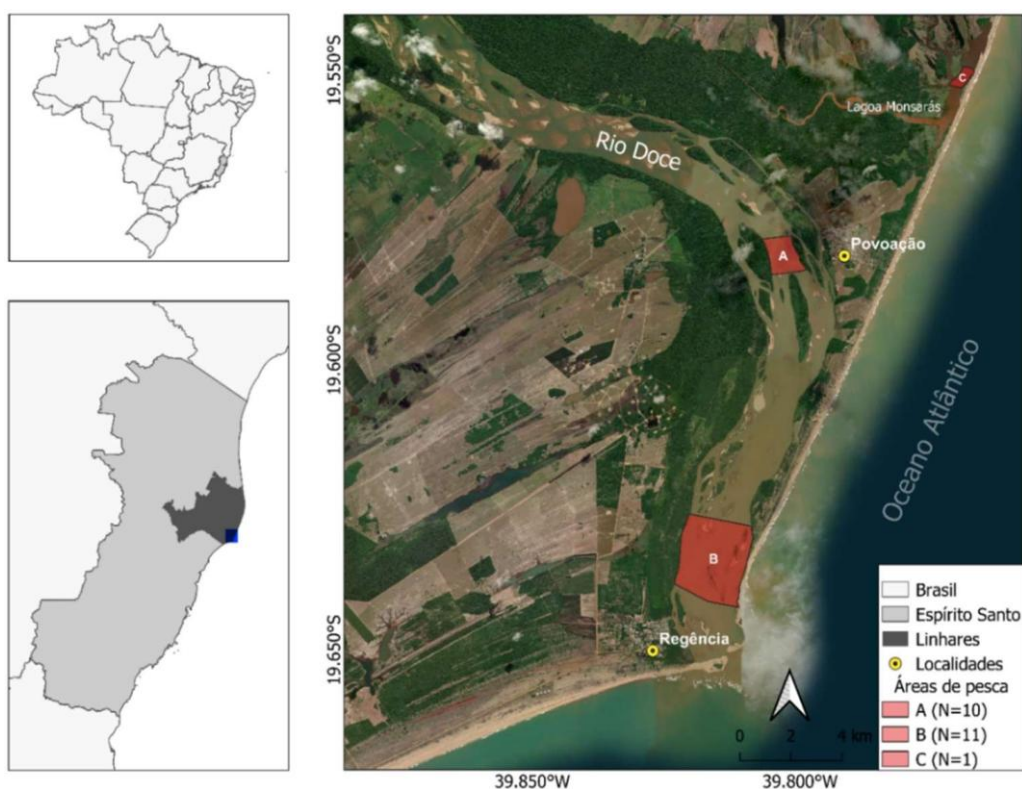 19.550°S
19.600°S
19.650°S
C
Lagoa Monsarás
Rio Doce
A
Povoação
Oceano Atlântico
B
Regência
Brasil
Espírito Santo
Linhares
Localidades
Áreas de pesca
A (N=10)
B (N=11)
C (N=1)
0 2 4 km
39.850°W
39.800°W